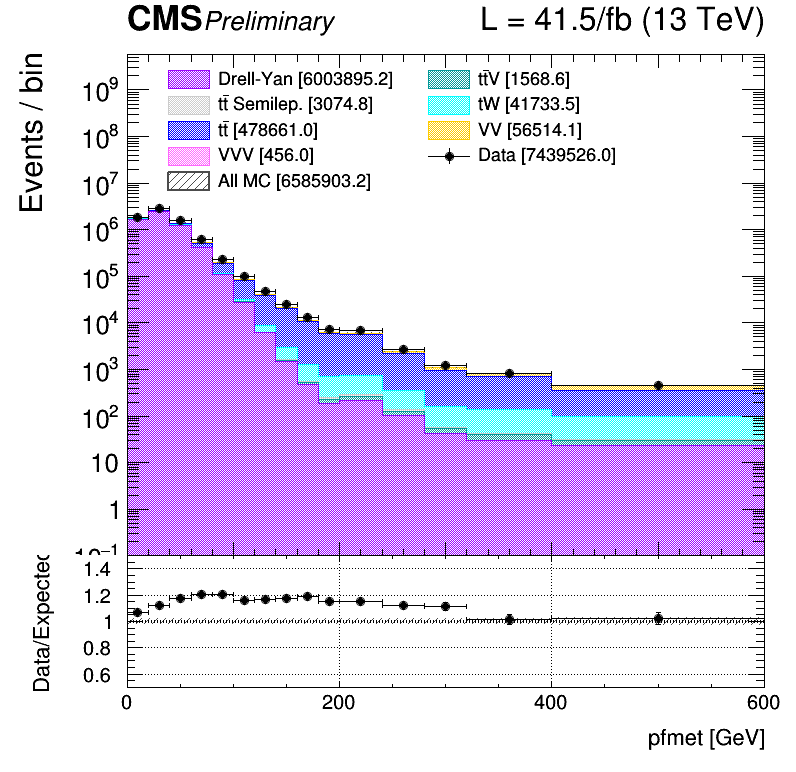 CMS Preliminary L = 41.5/fb (13 TeV)
Events / bin
Drell-Yan [6003895.2]
tt̄V [1568.6]
tt̄ Semilep. [3074.8]
tW [41733.5]
tt̄ [478661.0]
VV [56514.1]
VVV [456.0]
Data [7439526.0]
All MC [6585903.2]
10⁹
10⁸
10⁷
10⁶
10⁵
10⁴
10³
10²
10
1
10⁻¹
Data/Expected
1.4
1.2
1
0.8
0.6
0 200 400 600
pfmet [GeV]